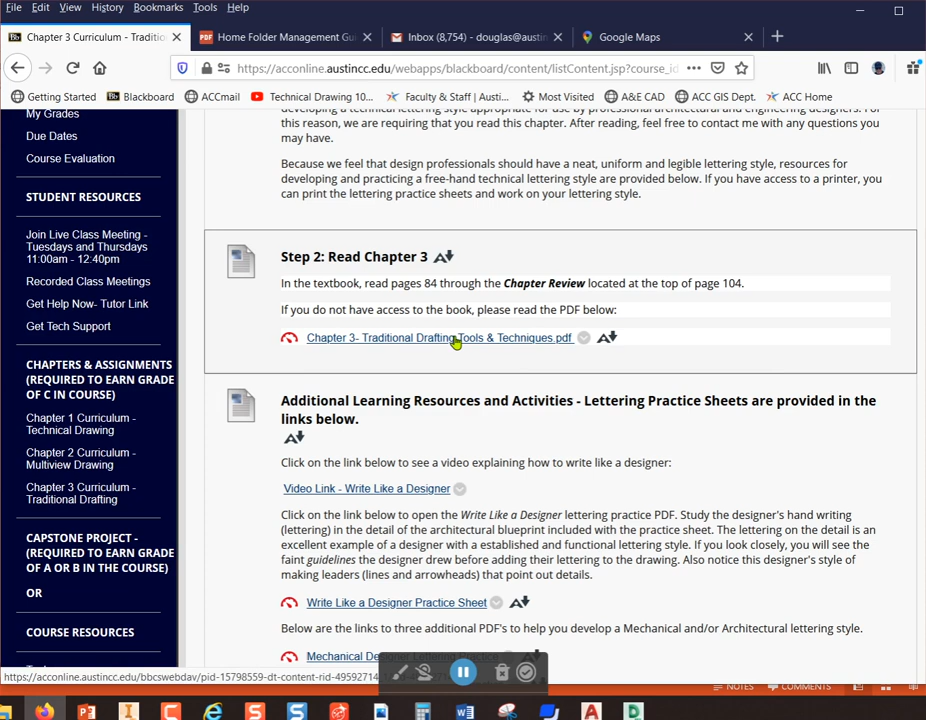 File Edit View History Bookmarks Tools Help
Chapter 3 Curriculum - Traditio
Home Folder Management Gu
Inbox (8,754) - douglas@austin
Google Maps
https://acconline.austincc.edu/webapps/blackboard/content/listContent.jsp?course_id
Getting Started Blackboard ACCmail Technical Drawing 10... Faculty & Staff | Austi... Most Visited A&E CAD ACC GIS Dept. ACC Home
My Grades
Due Dates
Course Evaluation
STUDENT RESOURCES
Join Live Class Meeting -
Tuesdays and Thursdays
11:00am - 12:40pm
Recorded Class Meetings
Get Help Now- Tutor Link
Get Tech Support
CHAPTERS & ASSIGNMENTS
(REQUIRED TO EARN GRADE
OF C IN COURSE)
Chapter 1 Curriculum -
Technical Drawing
Chapter 2 Curriculum -
Multiview Drawing
Chapter 3 Curriculum -
Traditional Drafting
CAPSTONE PROJECT -
(REQUIRED TO EARN GRADE
OF A OR B IN THE COURSE)
OR
COURSE RESOURCES
developing a technical lettering style appropriate for use by professional architectural and engineering designers. For
this reason, we are requiring that you read this chapter. After reading, feel free to contact me with any questions you
may have.
Because we feel that design professionals should have a neat, uniform and legible lettering style, resources for
developing and practicing a free-hand technical lettering style are provided below. If you have access to a printer, you
can print the lettering practice sheets and work on your lettering style.
Step 2: Read Chapter 3
In the textbook, read pages 84 through the Chapter Review located at the top of page 104.
If you do not have access to the book, please read the PDF below:
Chapter 3- Traditional Drafting Tools & Techniques.pdf
Additional Learning Resources and Activities - Lettering Practice Sheets are provided in the
links below.
Click on the link below to see a video explaining how to write like a designer:
Video Link - Write Like a Designer
Click on the link below to open the Write Like a Designer lettering practice PDF. Study the designer's hand writing
(lettering) in the detail of the architectural blueprint included with the practice sheet. The lettering on the detail is an
excellent example of a designer with a established and functional lettering style. If you look closely, you will see the
faint guidelines the designer drew before adding their lettering to the drawing. Also notice this designer's style of
making leaders (lines and arrowheads) that point out details.
Write Like a Designer Practice Sheet
Below are the links to three additional PDF's to help you develop a Mechanical and/or Architectural lettering style.
Mechanical Designer Lettering Practice
https://acconline.austincc.edu/bbcswebdav/pid-15798559-dt-content-rid-49592714
NOTES COMMENTS